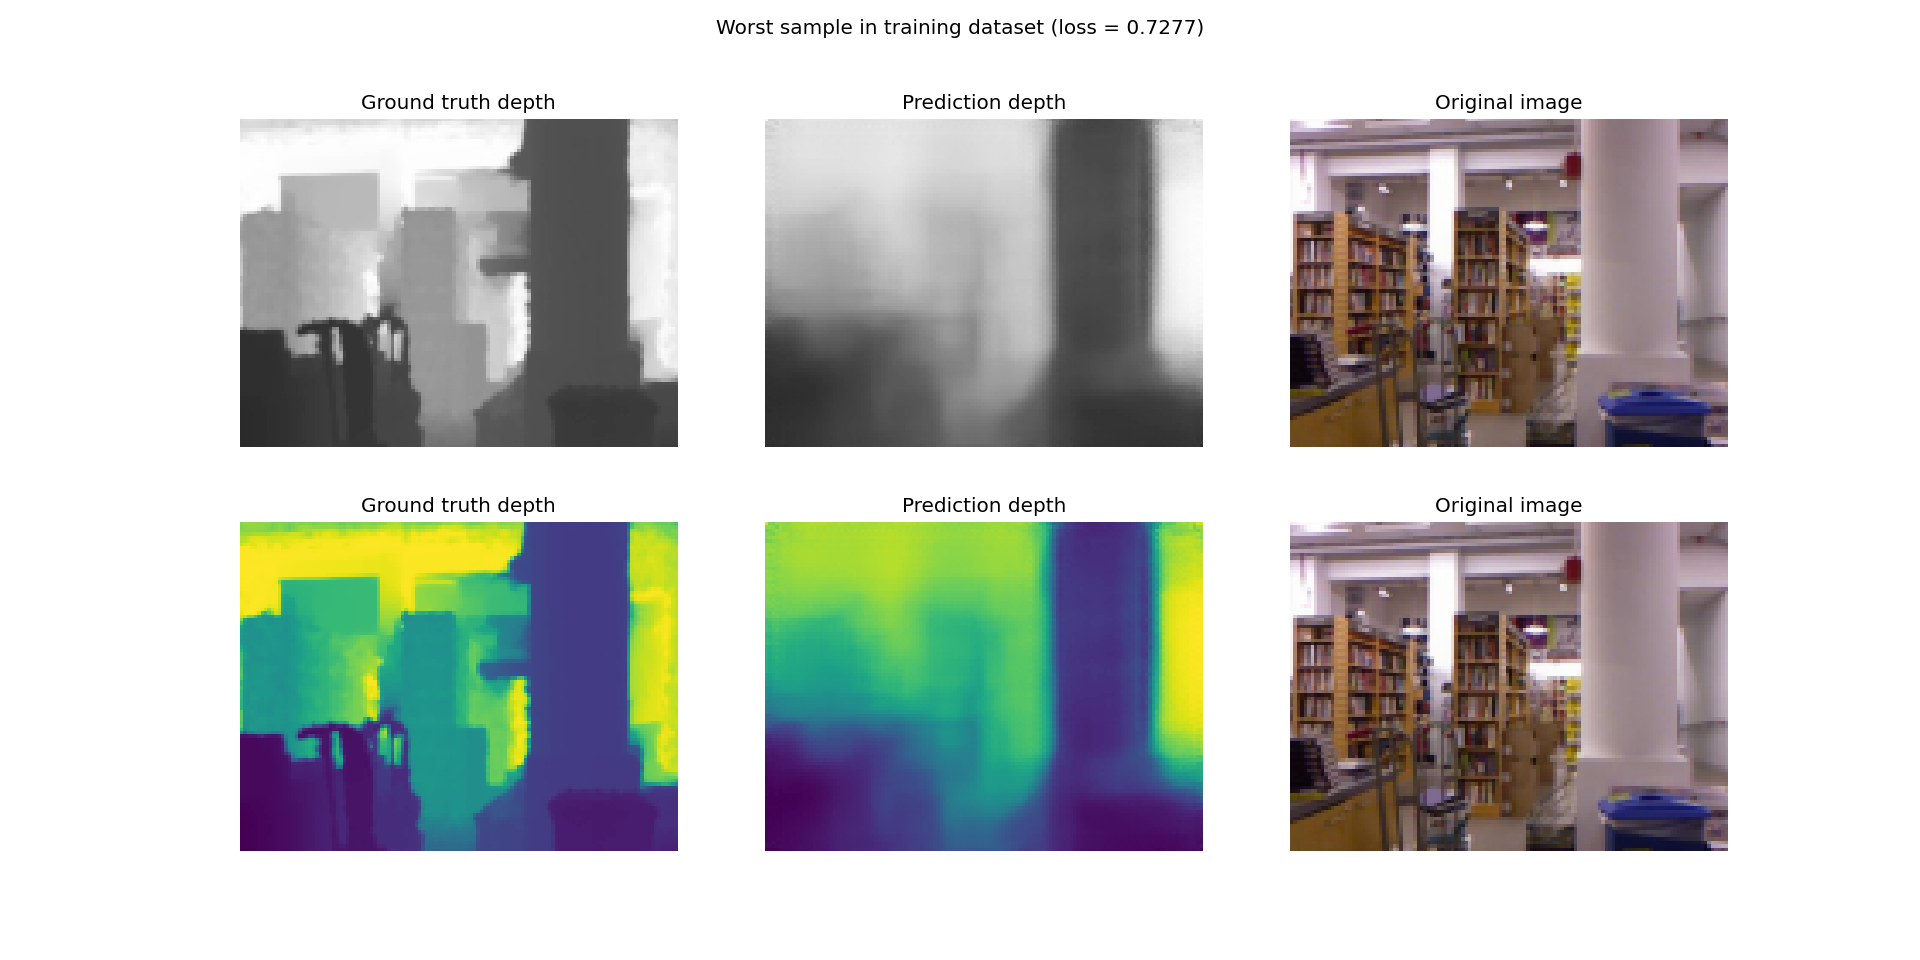 Worst sample in training dataset (loss = 0.7277)
Ground truth depth
Prediction depth
Original image
Ground truth depth
Prediction depth
Original image